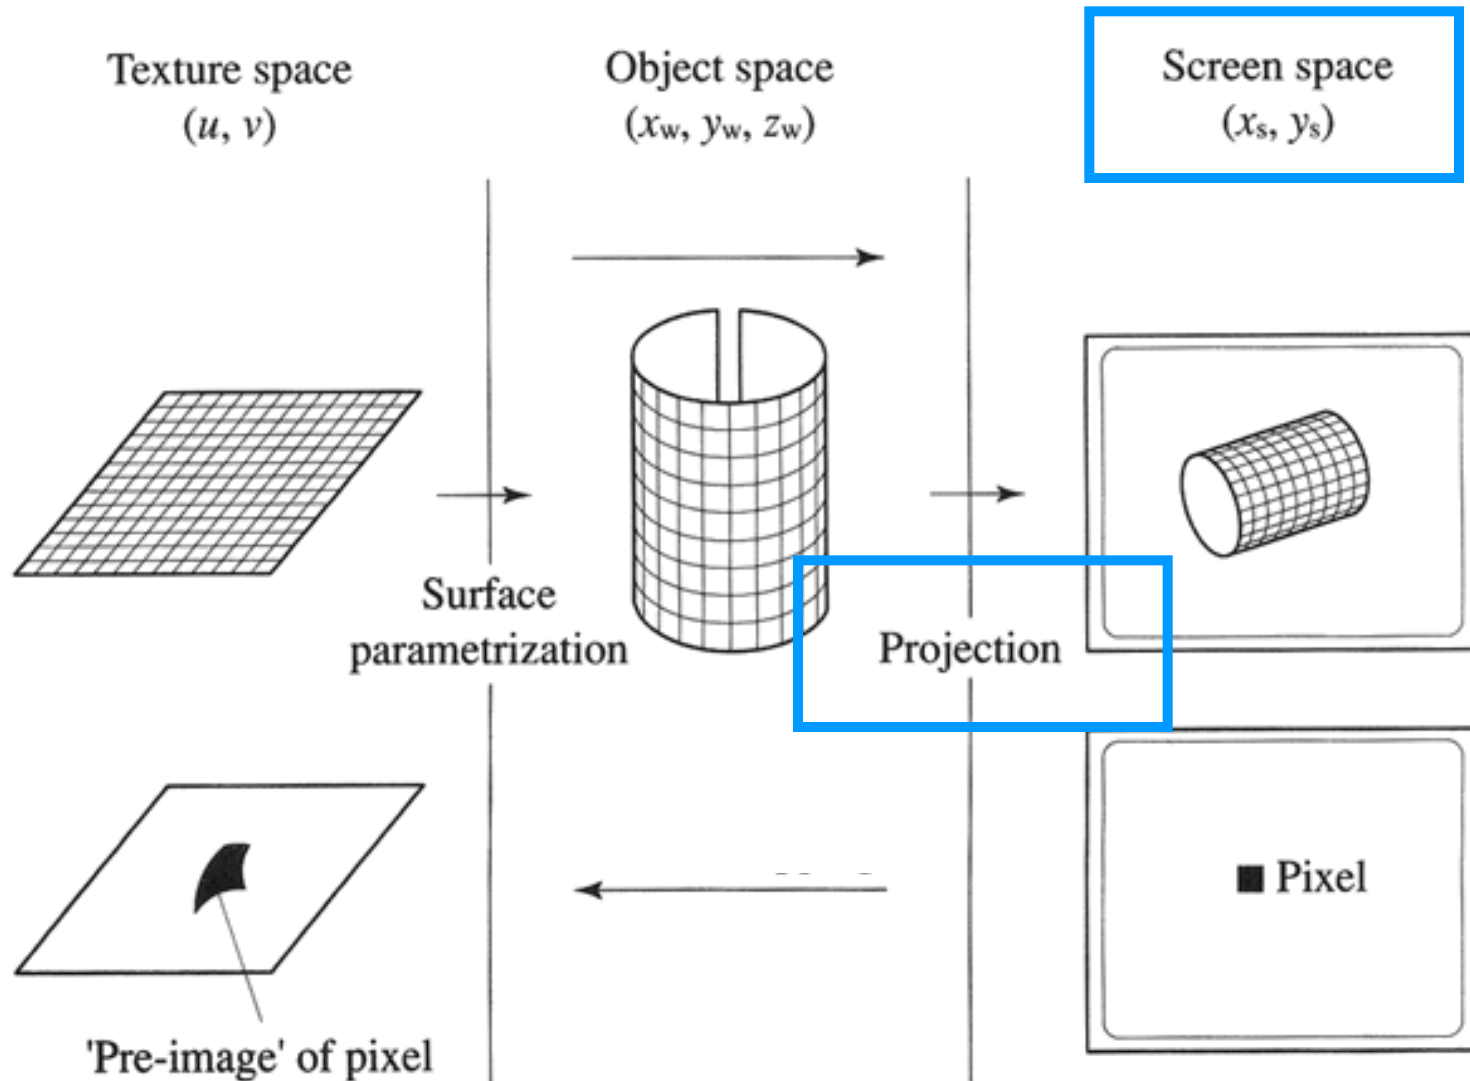 Texture space
(u, v)
Object space
(xw, yw, zw)
Screen space
(xs, ys)
Surface
parametrization
Projection
Pixel
'Pre-image' of pixel